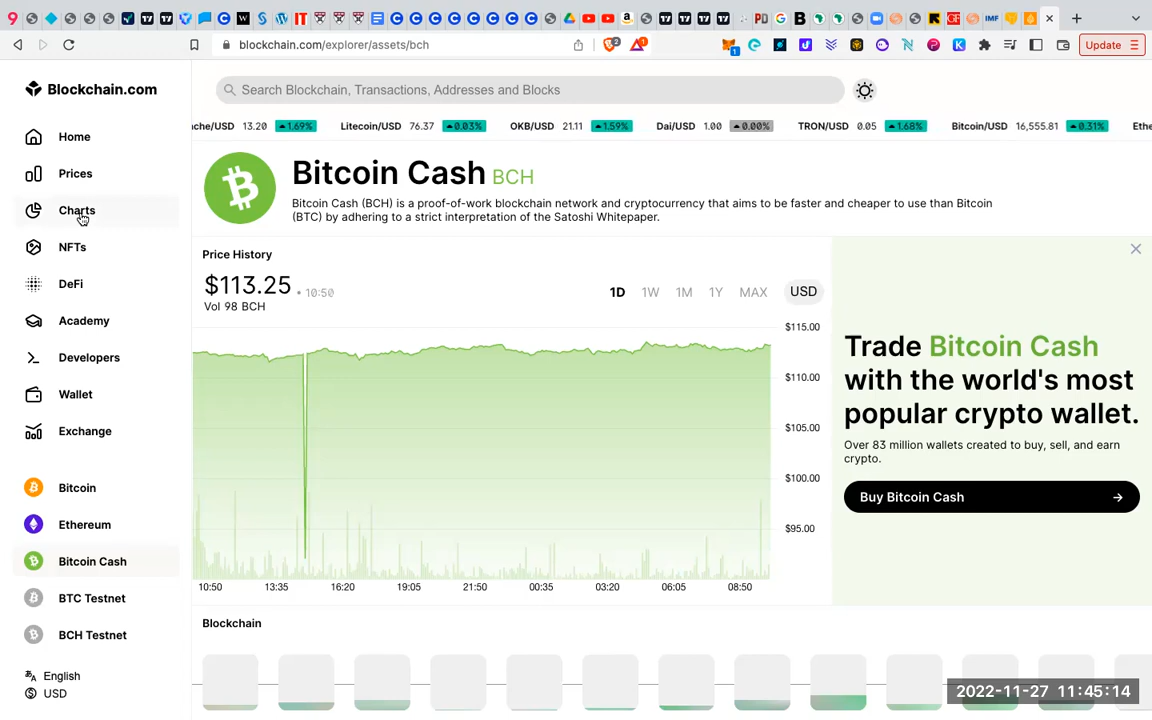 blockchain.com/explorer/assets/bch
Update
Blockchain.com
Search Blockchain, Transactions, Addresses and Blocks
che/USD 13.20 1.69% Litecoin/USD 76.37 0.03% OKB/USD 21.11 1.59% Dai/USD 1.00 0.00% TRON/USD 0.05 1.68% Bitcoin/USD 16,555.81 0.31% Ethe
Home
Prices
Charts
NFTs
DeFi
Academy
Developers
Wallet
Exchange
Bitcoin
Ethereum
Bitcoin Cash
BTC Testnet
BCH Testnet
English
USD
Bitcoin Cash BCH
Bitcoin Cash (BCH) is a proof-of-work blockchain network and cryptocurrency that aims to be faster and cheaper to use than Bitcoin
(BTC) by adhering to a strict interpretation of the Satoshi Whitepaper.
Price History
$113.25 • 10:50
Vol 98 BCH
1D 1W 1M 1Y MAX USD
$115.00
$110.00
$105.00
$100.00
$95.00
10:50 13:35 16:20 19:05 21:50 00:35 03:20 06:05 08:50
Trade Bitcoin Cash
with the world's most
popular crypto wallet.
Over 83 million wallets created to buy, sell, and earn
crypto.
Buy Bitcoin Cash
Blockchain
2022-11-27 11:45:14